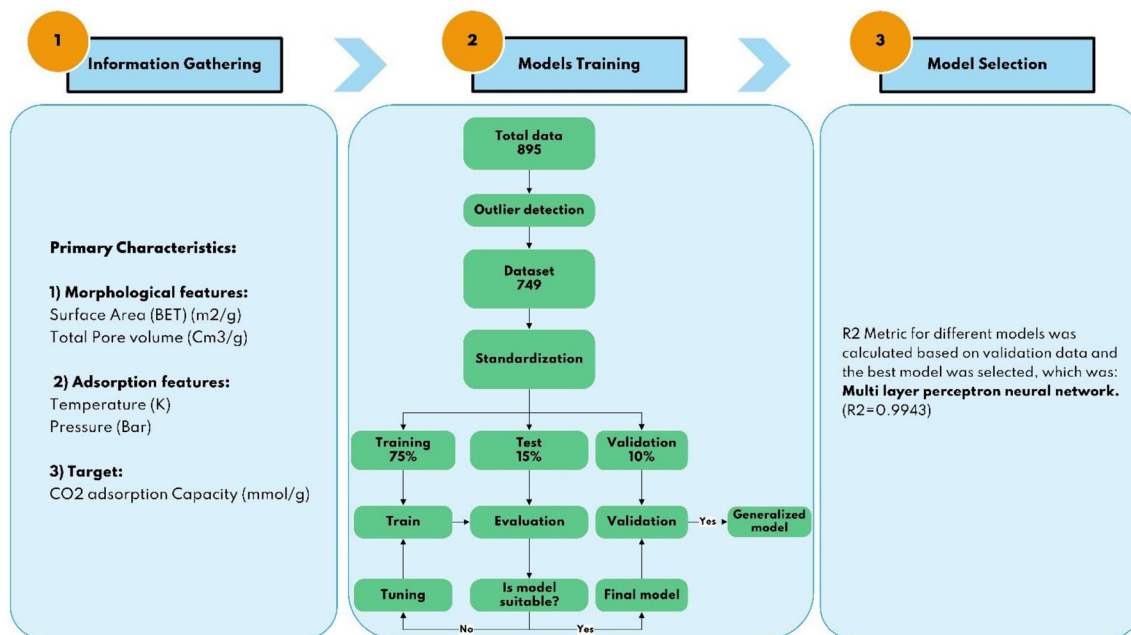 1
Information Gathering
2
Models Training
3
Model Selection
Primary Characteristics:
1) Morphological features:
Surface Area (BET) (m2/g)
Total Pore volume (Cm3/g)
2) Adsorption features:
Temperature (K)
Pressure (Bar)
3) Target:
CO2 adsorption Capacity (mmol/g)
Total data
895
Outlier detection
Dataset
749
Standardization
Training
75%
Test
15%
Validation
10%
Train
Evaluation
Validation
Yes
Generalized
model
Tuning
Is model
suitable?
Final model
No
Yes
R2 Metric for different models was
calculated based on validation data and
the best model was selected, which was:
Multi layer perceptron neural network.
(R2=0.9943)